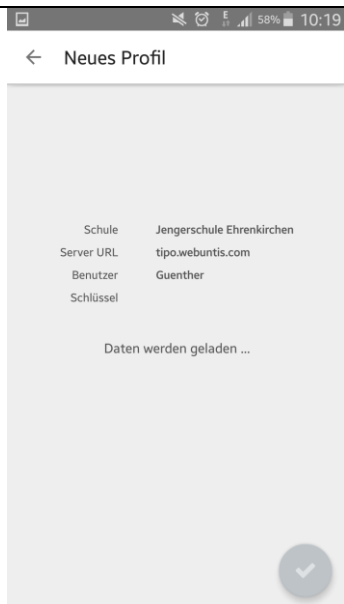 E 58% 10:19
← Neues Profil
Schule Jengerschule Ehrenkirchen
Server URL tipo.webuntis.com
Benutzer Guenther
Schlüssel
Daten werden geladen ...